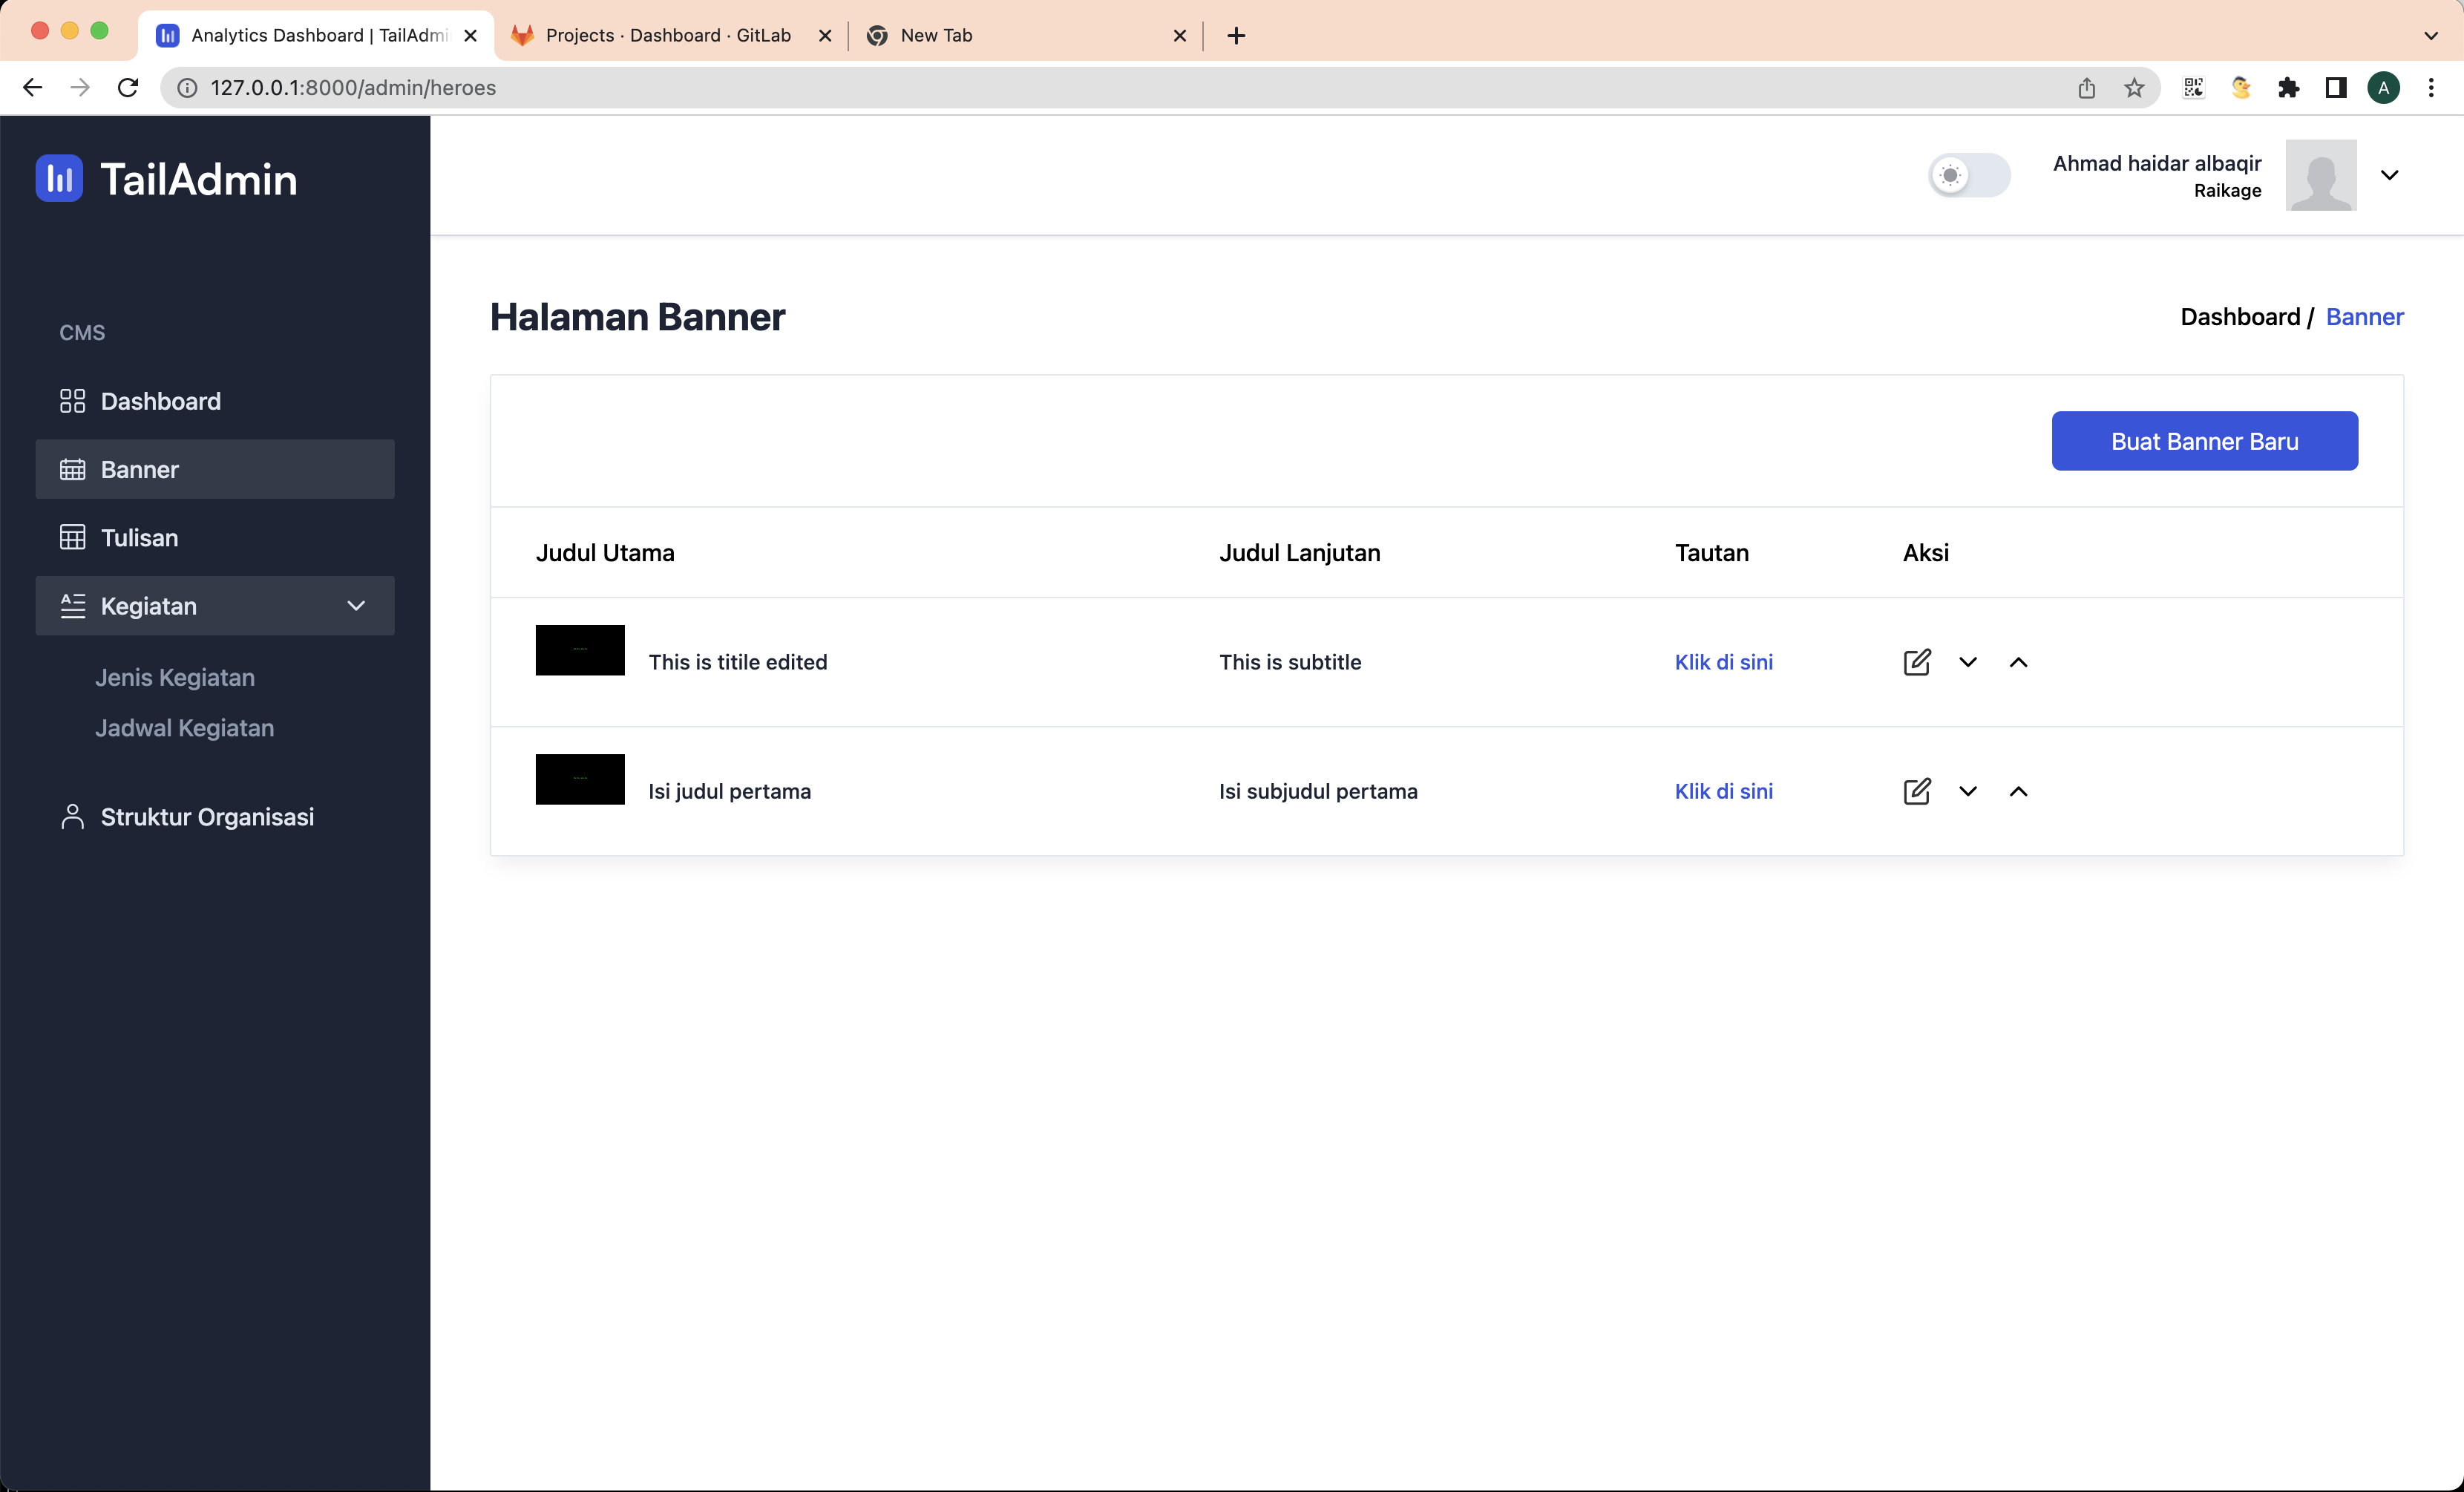 Analytics Dashboard | TailAdmi
Projects · Dashboard · GitLab
New Tab
127.0.0.1:8000/admin/heroes
A
TailAdmin
Ahmad haidar albaqir
Raikage
CMS
Dashboard
Banner
Tulisan
Kegiatan
Jenis Kegiatan
Jadwal Kegiatan
Struktur Organisasi
Halaman Banner
Dashboard / Banner
Buat Banner Baru
Judul Utama Judul Lanjutan Tautan Aksi
This is titile edited This is subtitle Klik di sini
Isi judul pertama Isi subjudul pertama Klik di sini